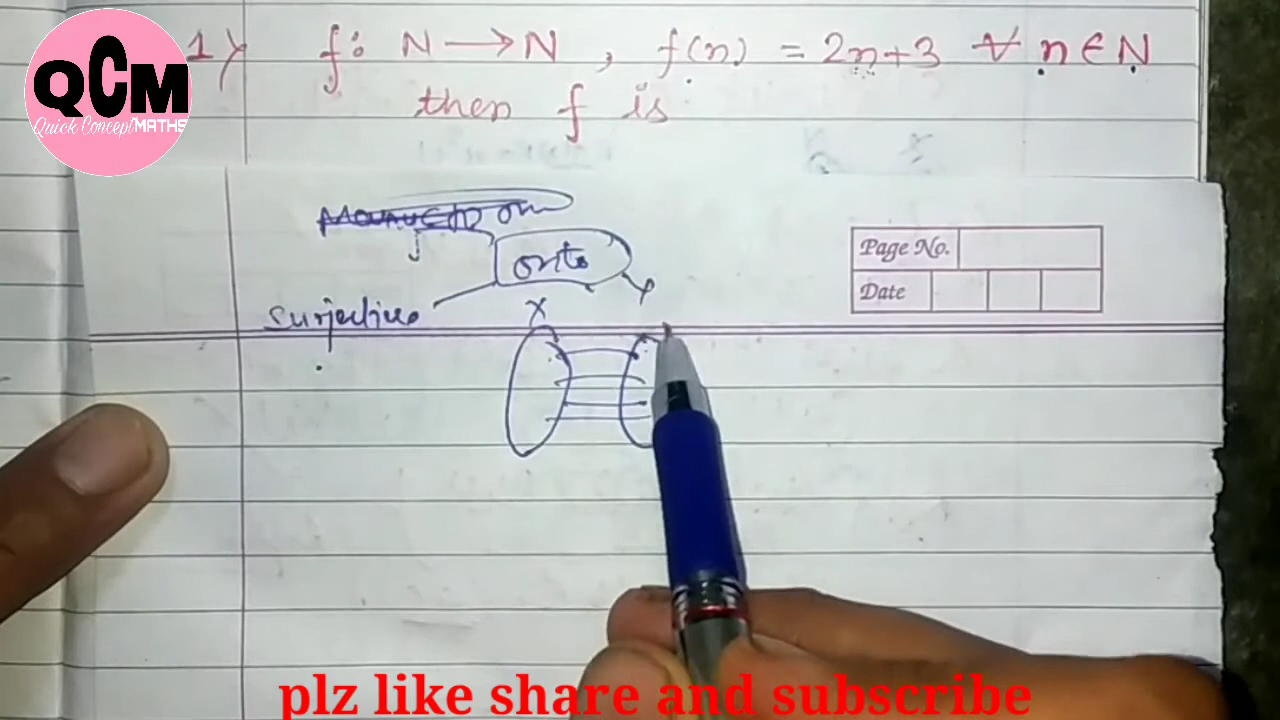 1) f: N → N , f(n) = 2n+3 ∀ n ∈ N
then f is
QCM
Quick Concept MATHS
on
onto
Surjective
X
Y
Page No.
Date
plz like share and subscribe